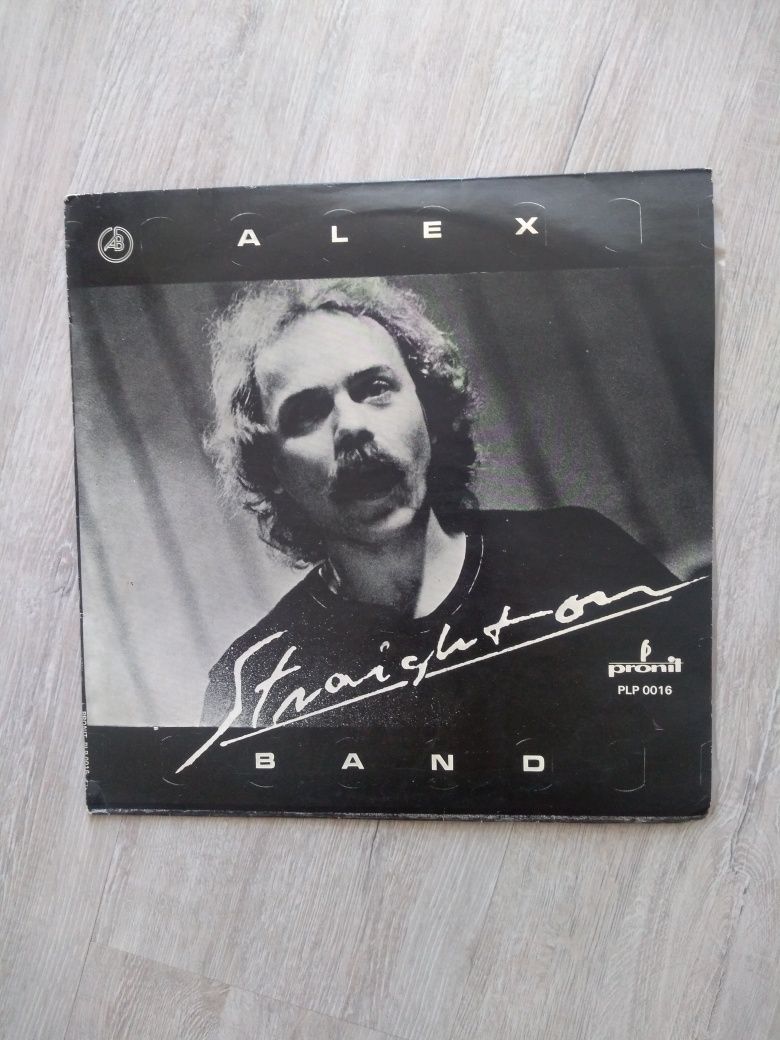 AB
ALEX
Straight on
pronit
PLP 0016
BAND